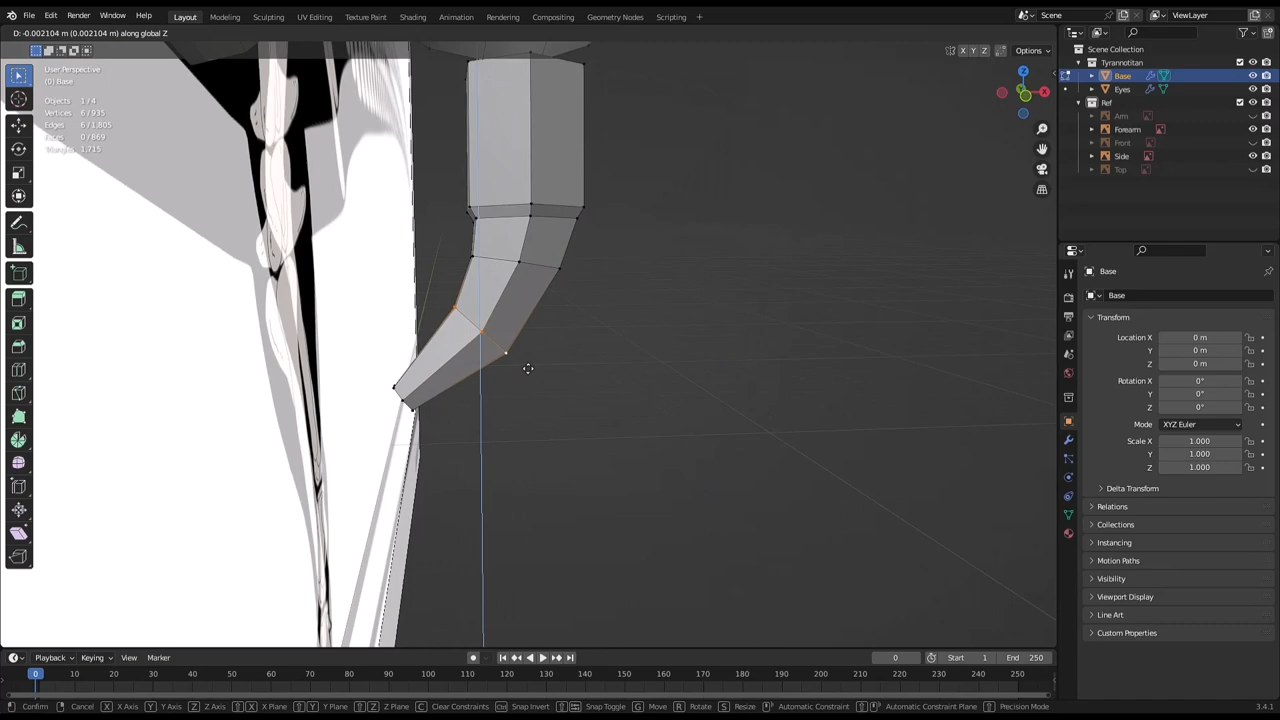 File Edit Render Window Help Layout Modeling Sculpting UV Editing Texture Paint Shading Animation Rendering Compositing Geometry Nodes Scripting + Scene ViewLayer
D: -0.002104 m (0.002104 m) along global Z
X Y Z Options
User Perspective
(0) Base
Objects 1/4
Vertices 6/935
Edges 6/1,805
Faces 0/869
Triangles 1,715
X
Z
Scene Collection
Tyrannotitan
Base
Eyes
Ref
Arm
Forearm
Front
Side
Top
Base
Base
Transform
Location X 0 m
Y 0 m
Z 0 m
Rotation X 0°
Y 0°
Z 0°
Mode XYZ Euler
Scale X 1.000
Y 1.000
Z 1.000
Delta Transform
Relations
Collections
Instancing
Motion Paths
Visibility
Viewport Display
Line Art
Custom Properties
Playback Keying View Marker 0 Start 1 End 250
0 10 20 30 40 50 60 70 80 90 100 110 120 130 140 150 160 170 180 190 200 210 220 230 240 250
Confirm Cancel X X Axis Y Y Axis Z Z Axis X X Plane Y Y Plane Z Z Plane C Clear Constraints Ctrl Snap Invert Snap Toggle G Move R Rotate S Resize Automatic Constraint Automatic Constraint Plane Precision Mode 3.4.1